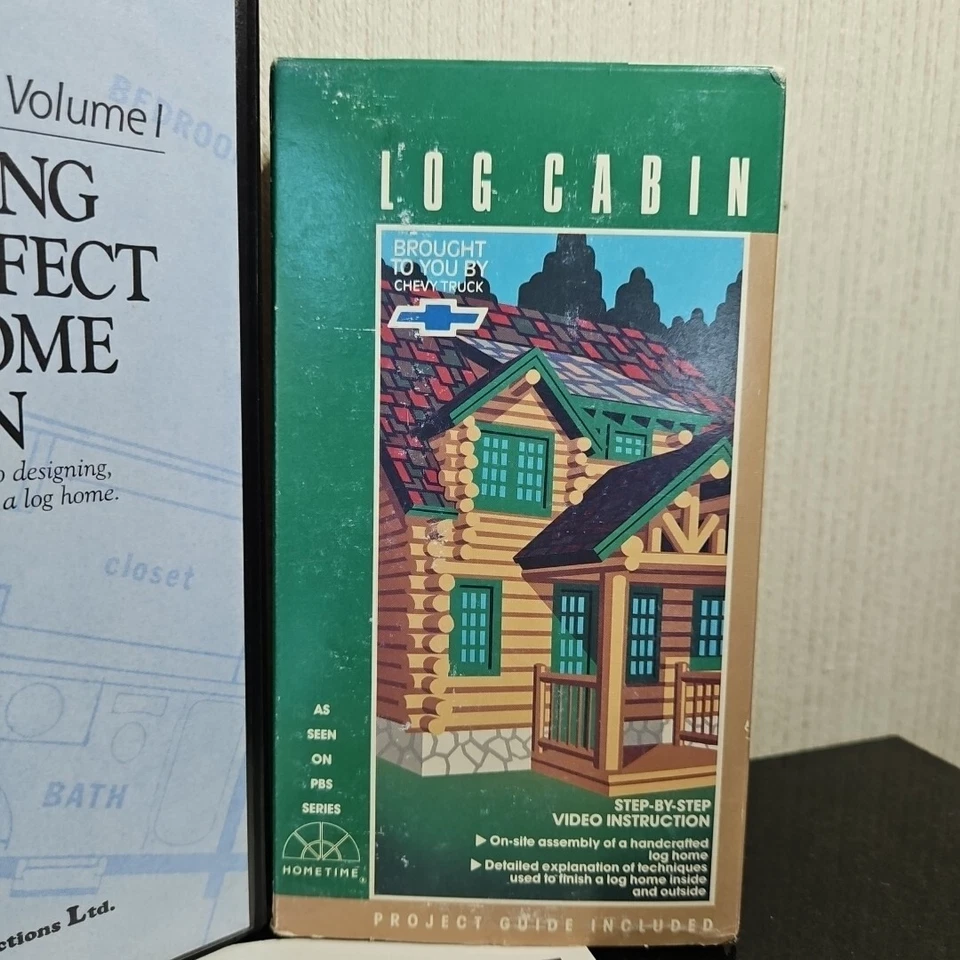 Volume I
BEDROO
NG
FECT
OME
N
o designing,
a log home.
closet
BATH
ctions Ltd.
LOG CABIN
BROUGHT
TO YOU BY
CHEVY TRUCK
AS
SEEN
ON
PBS
SERIES
HOMETIME
STEP-BY-STEP
VIDEO INSTRUCTION
▶ On-site assembly of a handcrafted
log home
▶ Detailed explanation of techniques
used to finish a log home inside
and outside
PROJECT GUIDE INCLUDED